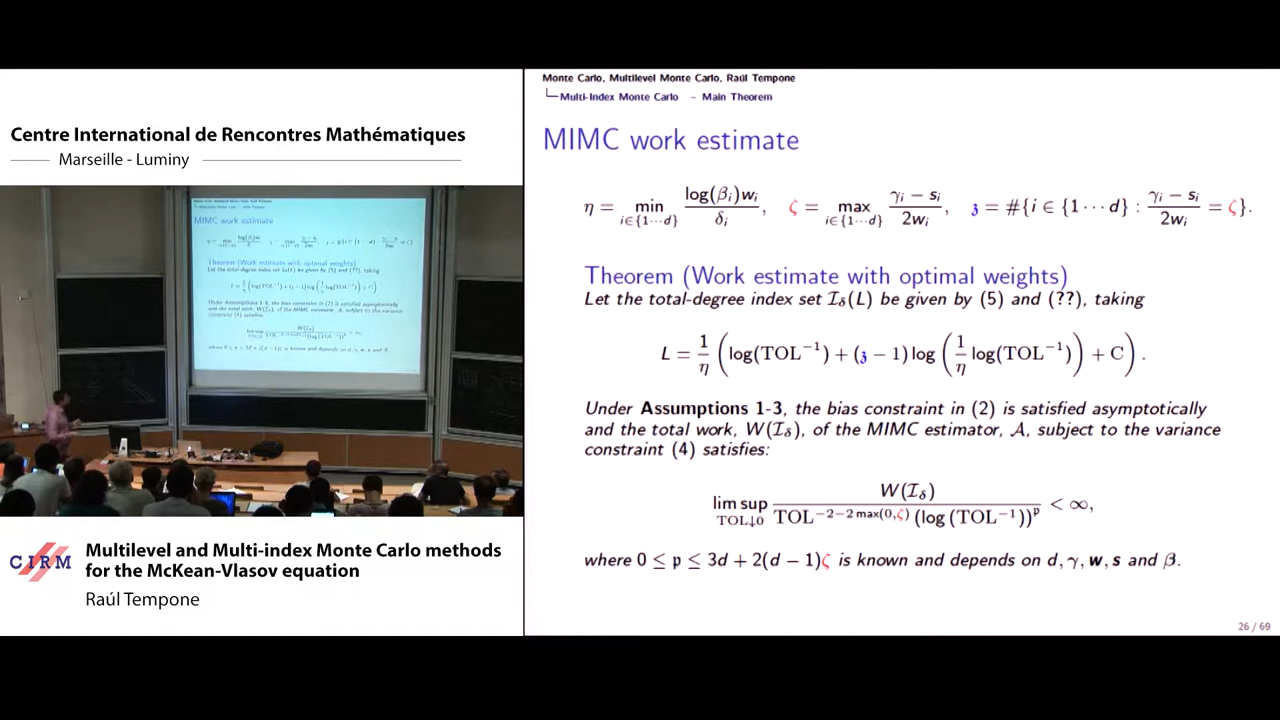 Centre International de Rencontres Mathématiques
Marseille - Luminy
CIRM
Multilevel and Multi-index Monte Carlo methods
for the McKean-Vlasov equation
Raúl Tempone
Monte Carlo, Multilevel Monte Carlo, Raúl Tempone
Multi-Index Monte Carlo – Main Theorem
MIMC work estimate
η = min_{i∈{1···d}} log(β_i)w_i / δ_i, ζ = max_{i∈{1···d}} (γ_i − s_i) / 2w_i, 𝔷 = #{i ∈ {1···d} : (γ_i − s_i) / 2w_i = ζ}.
Theorem (Work estimate with optimal weights)
Let the total-degree index set I_δ(L) be given by (5) and (??), taking
L = 1/η ( log(TOL⁻¹) + (𝔷 − 1) log ( 1/η log(TOL⁻¹) ) + C ) .
Under Assumptions 1-3, the bias constraint in (2) is satisfied asymptotically
and the total work, W(I_δ), of the MIMC estimator, A, subject to the variance
constraint (4) satisfies:
lim sup_{TOL↓0} W(I_δ) / TOL^{−2−2 max(0,ζ)} (log (TOL⁻¹))^𝔭 < ∞,
where 0 ≤ 𝔭 ≤ 3d + 2(d − 1)ζ is known and depends on d, γ, w, s and β.
26 / 69